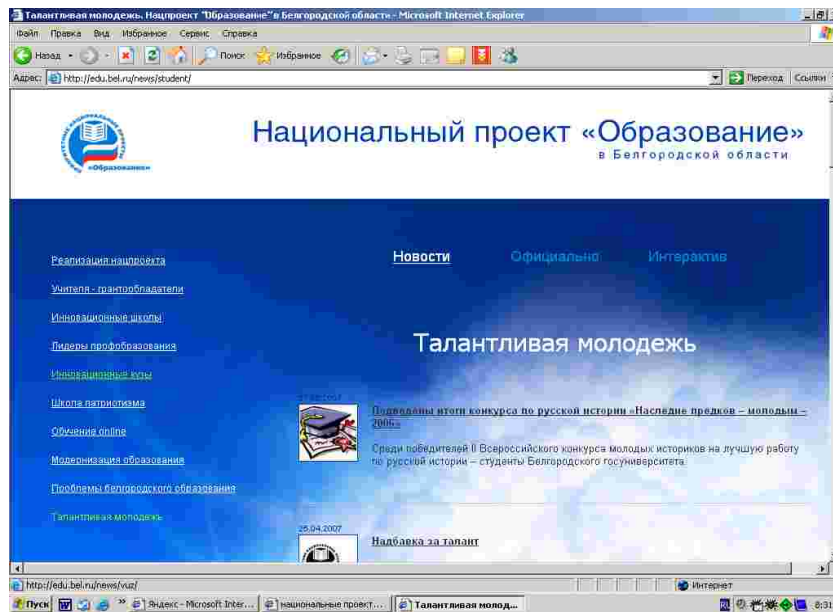 Талантливая молодежь. Нацпроект "Образование" в Белгородской области - Microsoft Internet Explorer
Файл Правка Вид Избранное Сервис Справка
Назад Поиск Избранное
Адрес: http://edu.bel.ru/news/student/ Переход Ссылки
«Образование»
Национальный проект «Образование»
в Белгородской области
Новости Официально Интерактив
Реализация нацпроекта
Учителя - грантообладатели
Инновационные школы
Лидеры профобразования
Инновационные вузы
Школа патриотизма
Обучение online
Модернизация образования
Проблемы белгородского образования
Талантливая молодежь
Талантливая молодежь
Подведены итоги конкурса по русской истории «Наследие предков – молодым –
2006»
Среди победителей II Всероссийского конкурса молодых историков на лучшую работу
по русской истории – студенты Белгородского госуниверситета.
25.04.2007
Надбавка за талант
http://edu.bel.ru/news/vuz/ Интернет
Пуск Яндекс - Microsoft Inter... национальные проект... Талантливая молод... 8:31